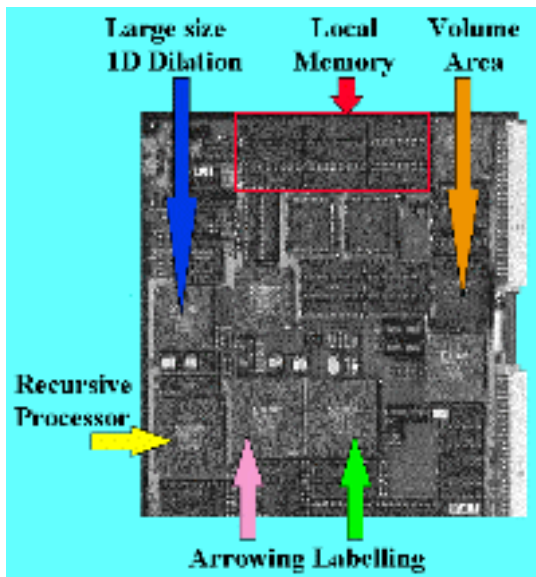 Large size
1D Dilation
Local
Memory
Volume
Area
Recursive
Processor
Arrowing Labelling